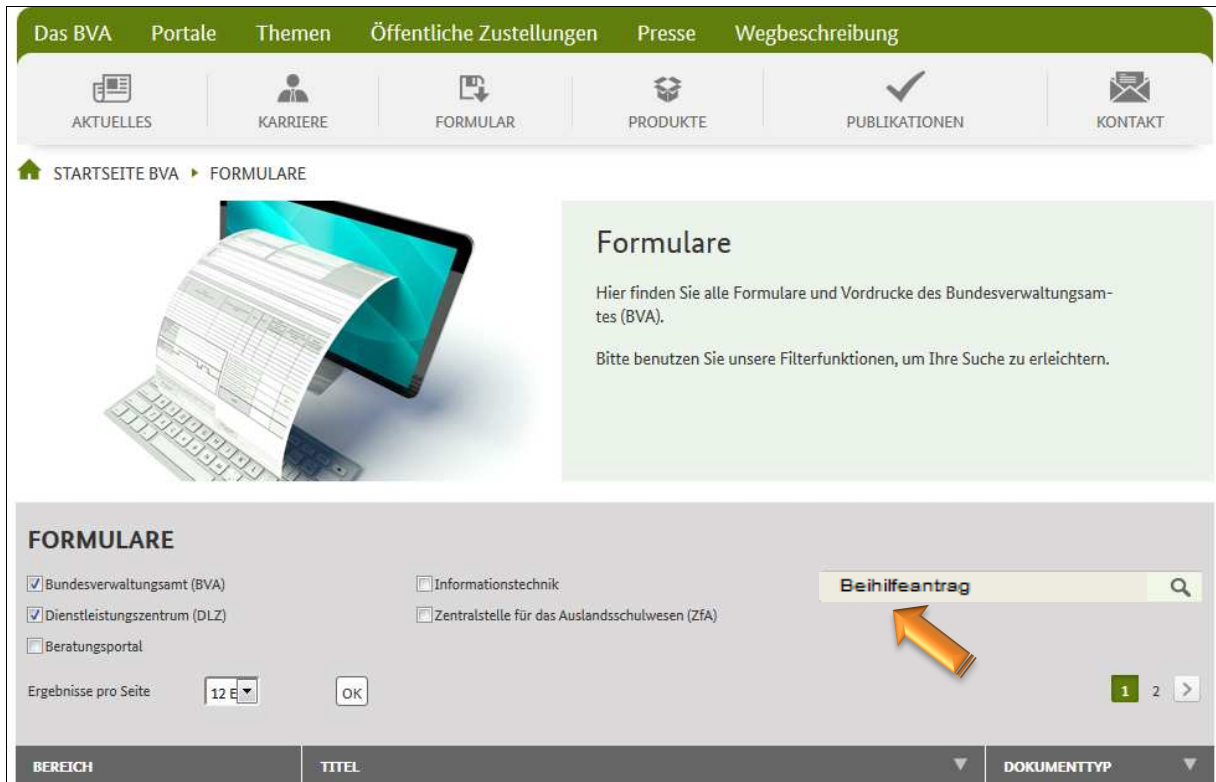 Das BVA Portale Themen Öffentliche Zustellungen Presse Wegbeschreibung
AKTUELLES KARRIERE FORMULAR PRODUKTE PUBLIKATIONEN KONTAKT
STARTSEITE BVA FORMULARE
Formulare
Hier finden Sie alle Formulare und Vordrucke des Bundesverwaltungsam-
tes (BVA).
Bitte benutzen Sie unsere Filterfunktionen, um Ihre Suche zu erleichtern.
FORMULARE
Bundesverwaltungsamt (BVA) Informationstechnik Beihilfeantrag
Dienstleistungszentrum (DLZ) Zentralstelle für das Auslandsschulwesen (ZfA)
Beratungsportal
Ergebnisse pro Seite 12 E OK 1 2 >
BEREICH TITEL DOKUMENTTYP